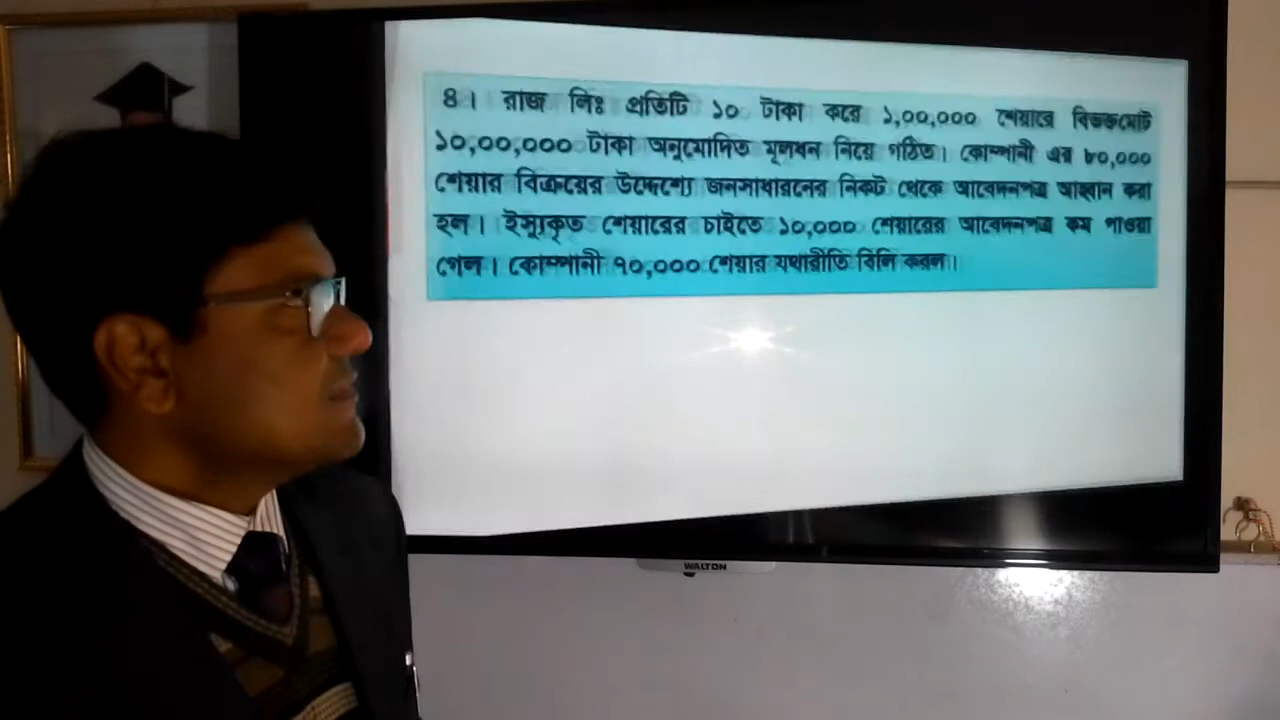 ৪। রাজ লিঃ প্রতিটি ১০ টাকা করে ১,০০,০০০ শেয়ারে বিভক্তমোট
১০,০০,০০০ টাকা অনুমোদিত মূলধন নিয়ে গঠিত। কোম্পানী এর ৮০,০০০
শেয়ার বিক্রয়ের উদ্দেশ্যে জনসাধারনের নিকট থেকে আবেদনপত্র আহ্বান করা
হল। ইস্যুকৃত শেয়ারের চাইতে ১০,০০০ শেয়ারের আবেদনপত্র কম পাওয়া
গেল। কোম্পানী ৭০,০০০ শেয়ার যথারীতি বিলি করল।।
WALTON